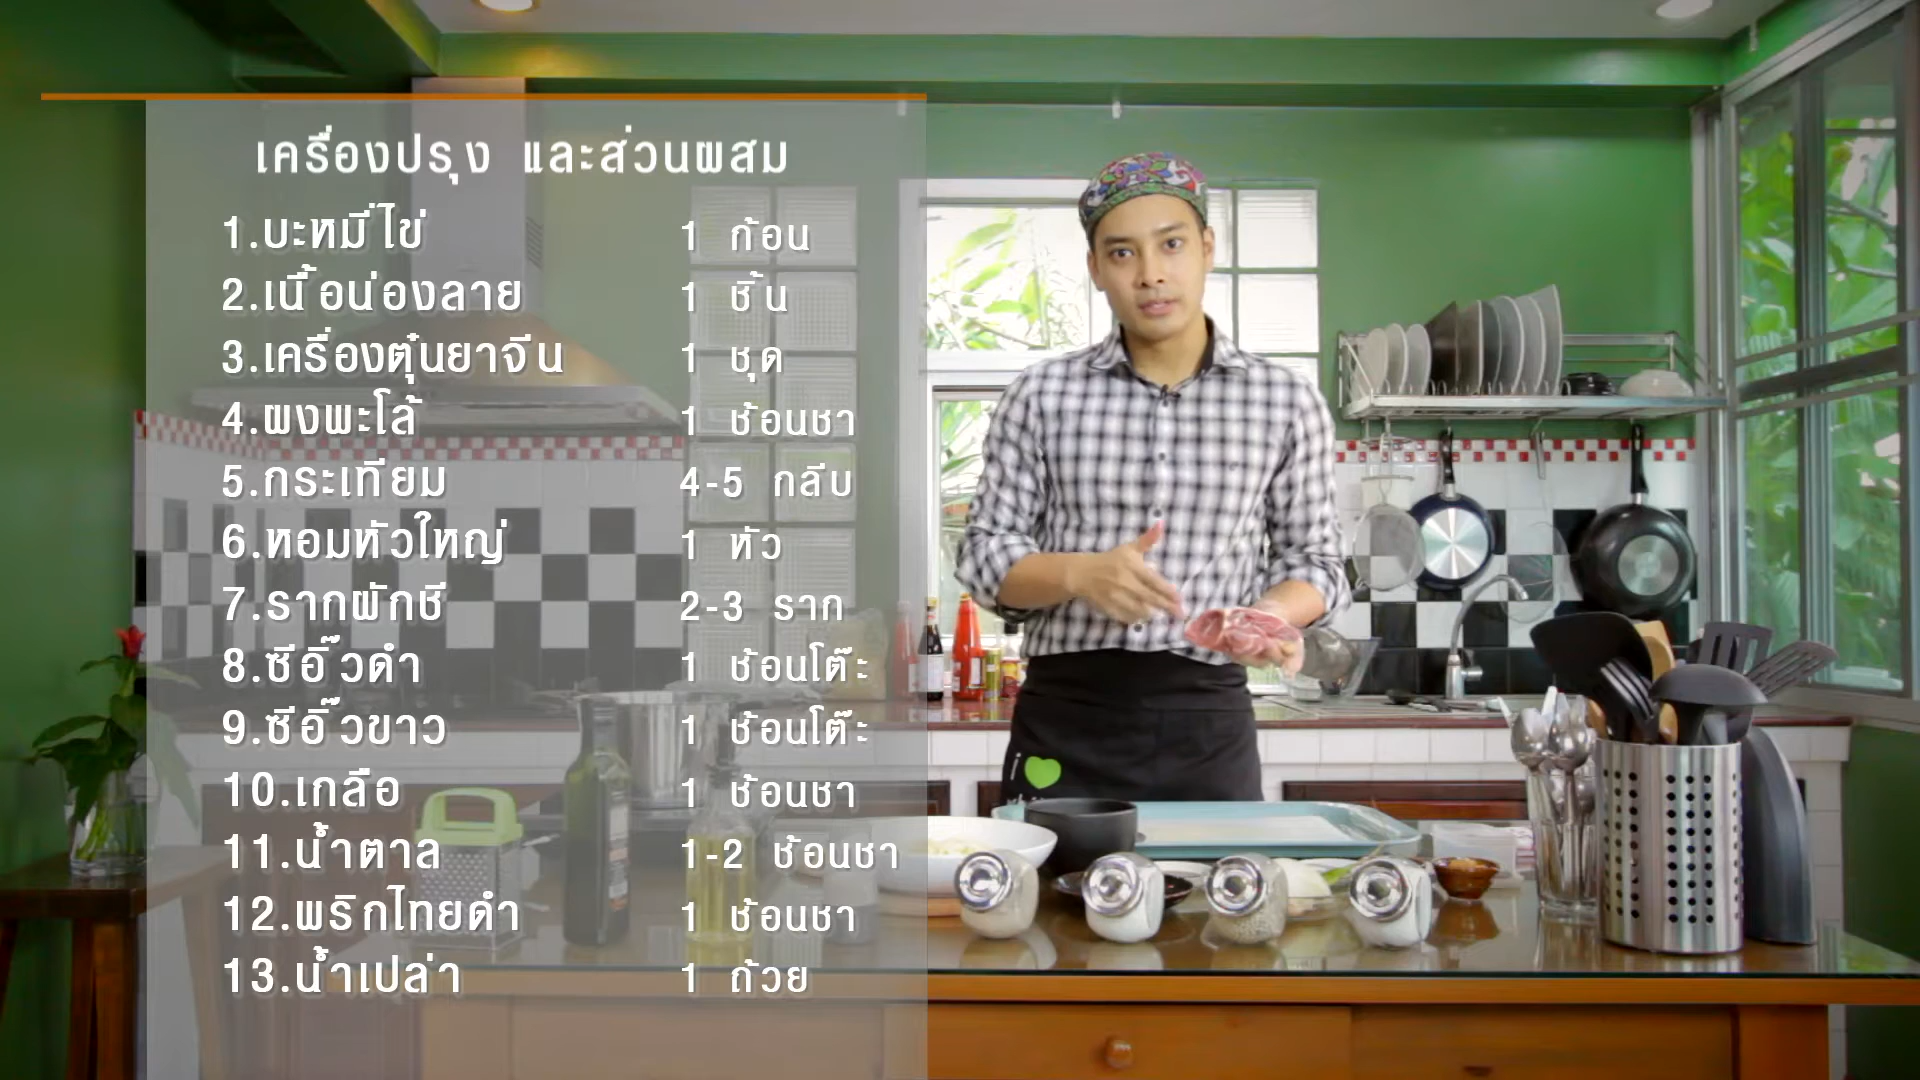 เครื่องปรุง และส่วนผสม
1.บะหมี่ไข่ 1 ก้อน
2.เนื้อน่องลาย 1 ชิ้น
3.เครื่องตุ๋นยาจีน 1 ชุด
4.ผงพะโล้ 1 ช้อนชา
5.กระเทียม 4-5 กลีบ
6.หอมหัวใหญ่ 1 หัว
7.รากผักชี 2-3 ราก
8.ซีอิ๊วดำ 1 ช้อนโต๊ะ
9.ซีอิ๊วขาว 1 ช้อนโต๊ะ
10.เกลือ 1 ช้อนชา
11.น้ำตาล 1-2 ช้อนชา
12.พริกไทยดำ 1 ช้อนชา
13.น้ำเปล่า 1 ถ้วย